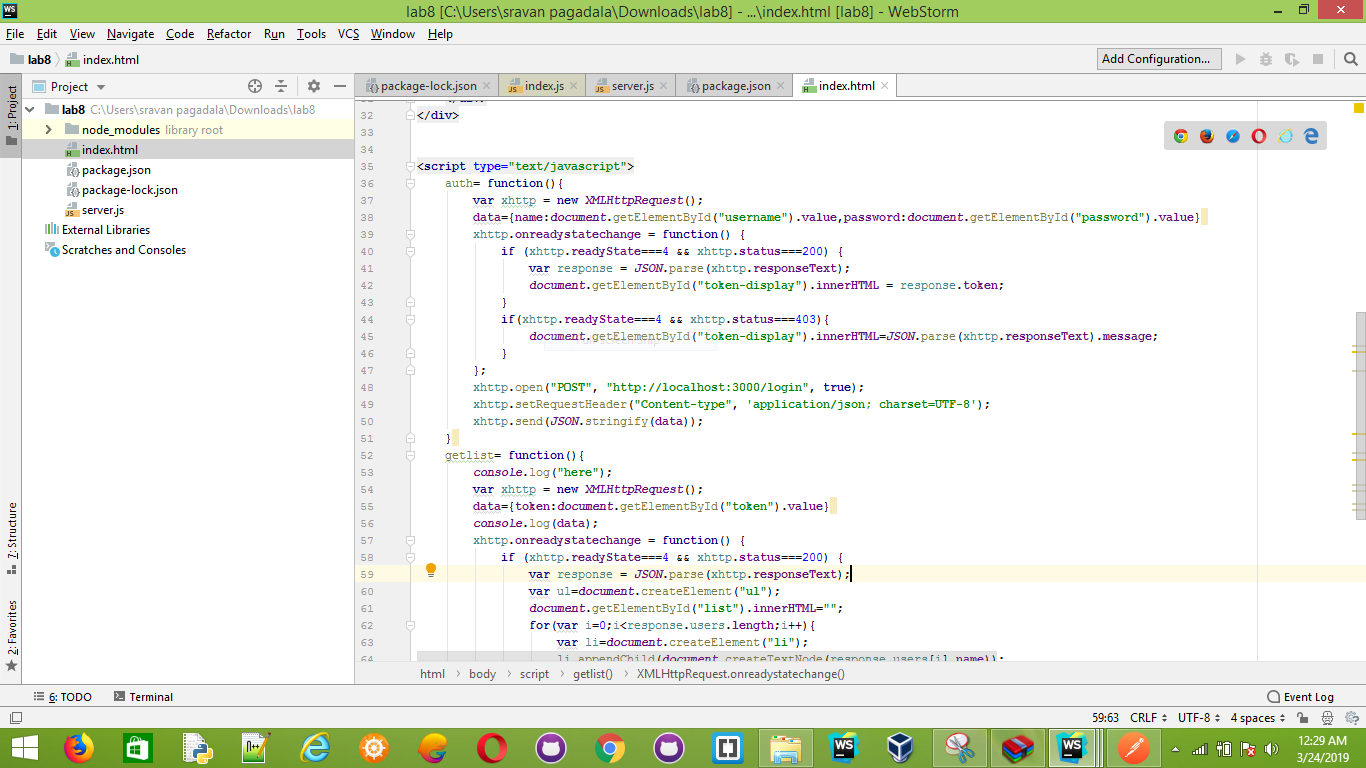 WS
lab8 [C:\Users\sravan pagadala\Downloads\lab8] - ...\index.html [lab8] - WebStorm
File Edit View Navigate Code Refactor Run Tools VCS Window Help
lab8 index.html Add Configuration...
Project
package-lock.json index.js server.js package.json index.html
1: Project
lab8 C:\Users\sravan pagadala\Downloads\lab8
node_modules library root
index.html
package.json
package-lock.json
server.js
External Libraries
Scratches and Consoles
7: Structure
2: Favorites
32 </div>
33
34
35 <script type="text/javascript">
36 auth= function(){
37 var xhttp = new XMLHttpRequest();
38 data={name:document.getElementById("username").value,password:document.getElementById("password").value}
39 xhttp.onreadystatechange = function() {
40 if (xhttp.readyState===4 && xhttp.status===200) {
41 var response = JSON.parse(xhttp.responseText);
42 document.getElementById("token-display").innerHTML = response.token;
43 }
44 if(xhttp.readyState===4 && xhttp.status===403){
45 document.getElementById("token-display").innerHTML=JSON.parse(xhttp.responseText).message;
46 }
47 };
48 xhttp.open("POST", "http://localhost:3000/login", true);
49 xhttp.setRequestHeader("Content-type", 'application/json; charset=UTF-8');
50 xhttp.send(JSON.stringify(data));
51 }
52 getlist= function(){
53 console.log("here");
54 var xhttp = new XMLHttpRequest();
55 data={token:document.getElementById("token").value}
56 console.log(data);
57 xhttp.onreadystatechange = function() {
58 if (xhttp.readyState===4 && xhttp.status===200) {
59 var response = JSON.parse(xhttp.responseText);
60 var ul=document.createElement("ul");
61 document.getElementById("list").innerHTML="";
62 for(var i=0;i<response.users.length;i++){
63 var li=document.createElement("li");
64 li.appendChild(document.createTextNode(response.users[i].name));
html body script getlist() XMLHttpRequest.onreadystatechange()
6: TODO Terminal Event Log
59:63 CRLF UTF-8 4 spaces
12:29 AM
3/24/2019